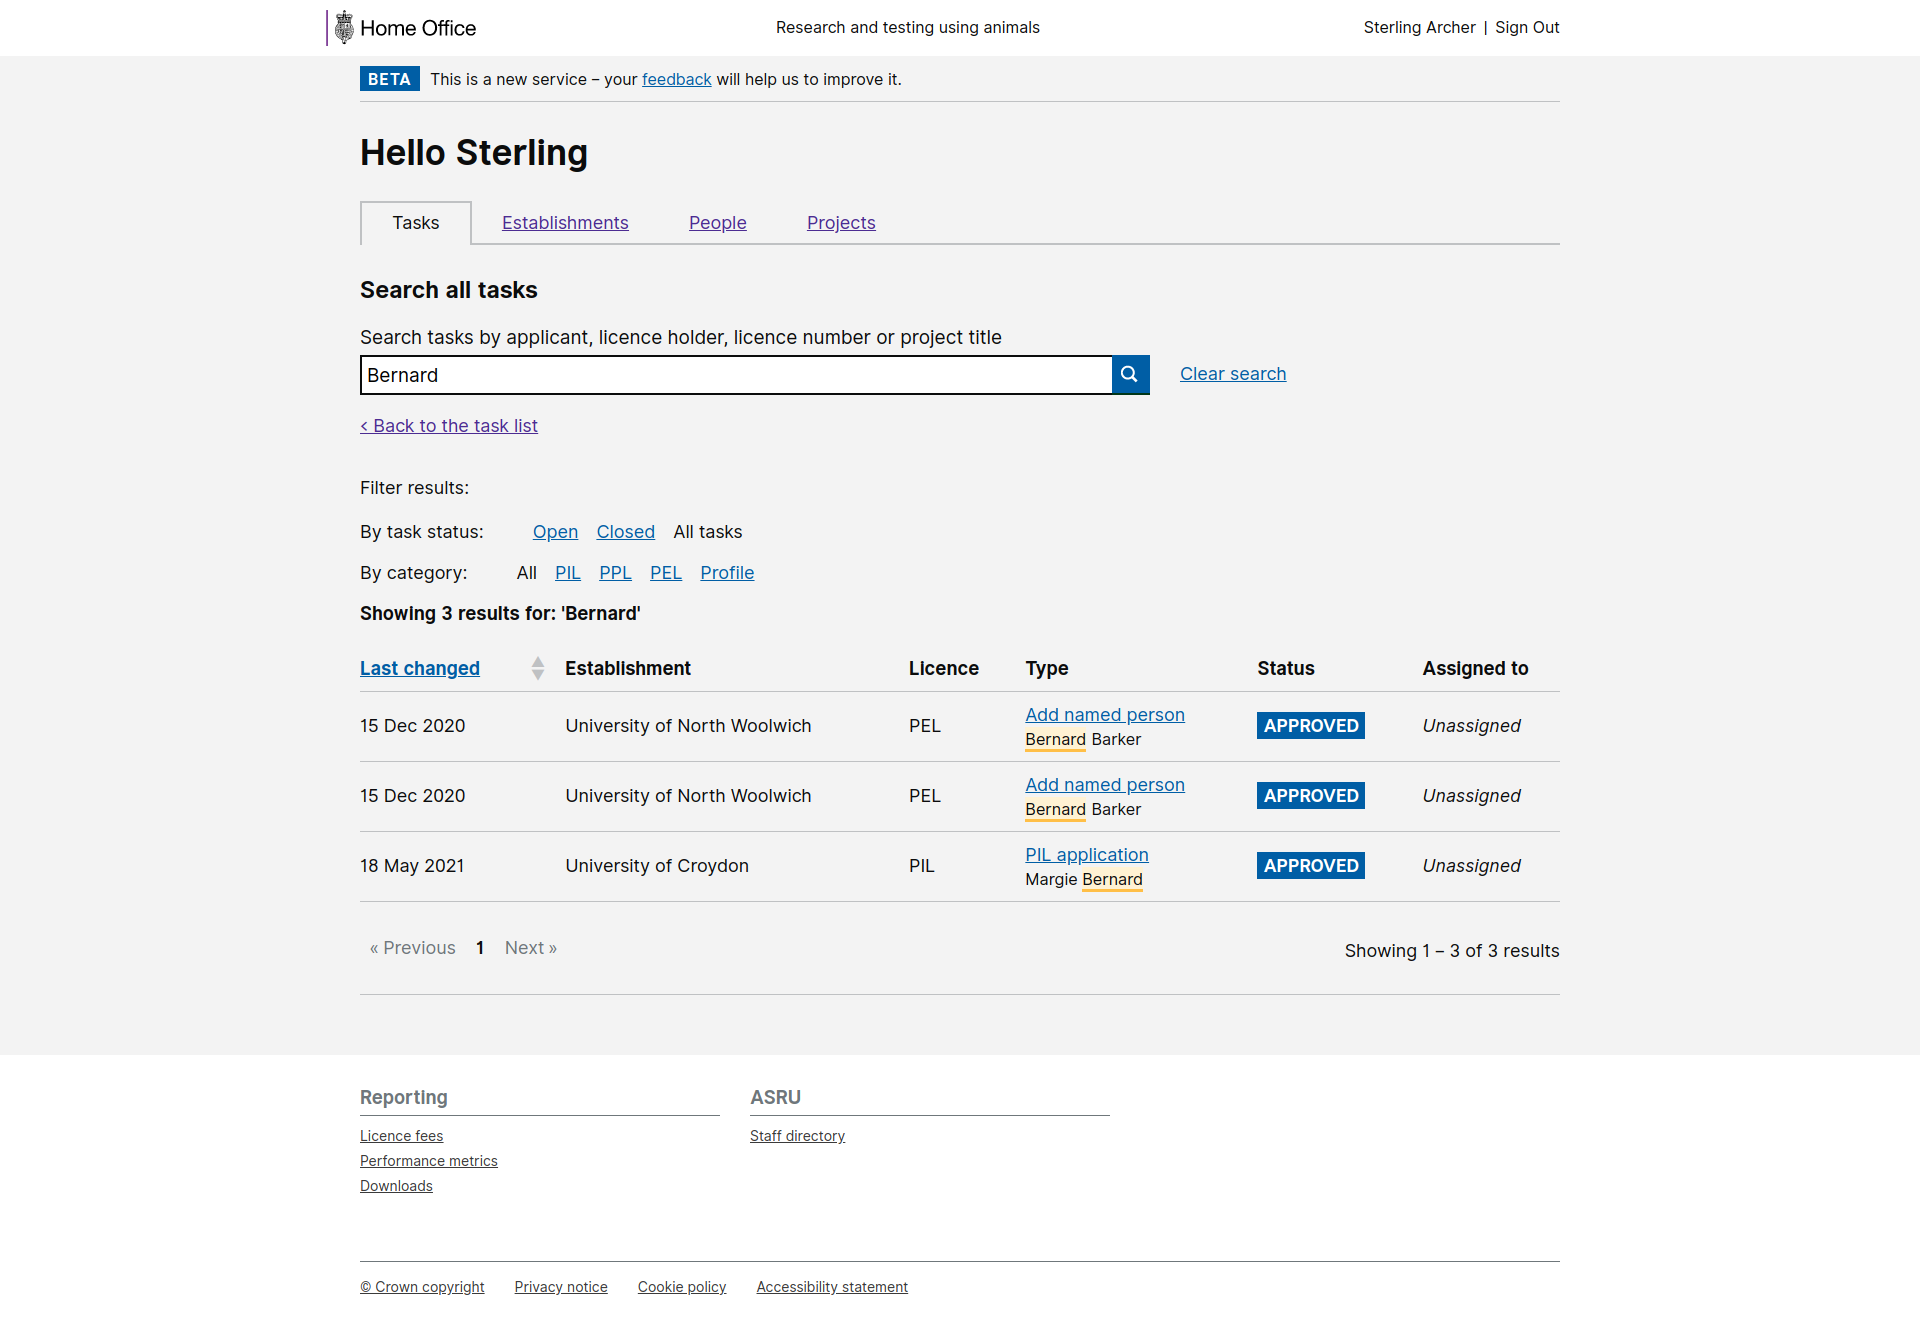 Home Office
Research and testing using animals
Sterling Archer | Sign Out
BETA This is a new service – your feedback will help us to improve it.
Hello Sterling
Tasks Establishments People Projects
Search all tasks
Search tasks by applicant, licence holder, licence number or project title
Bernard
Clear search
< Back to the task list
Filter results:
By task status: Open Closed All tasks
By category: All PIL PPL PEL Profile
Showing 3 results for: 'Bernard'
Last changed Establishment Licence Type Status Assigned to
15 Dec 2020 University of North Woolwich PEL Add named person APPROVED Unassigned
Bernard Barker
15 Dec 2020 University of North Woolwich PEL Add named person APPROVED Unassigned
Bernard Barker
18 May 2021 University of Croydon PIL PIL application APPROVED Unassigned
Margie Bernard
« Previous 1 Next »
Showing 1 – 3 of 3 results
Reporting
Licence fees
Performance metrics
Downloads
ASRU
Staff directory
© Crown copyright Privacy notice Cookie policy Accessibility statement